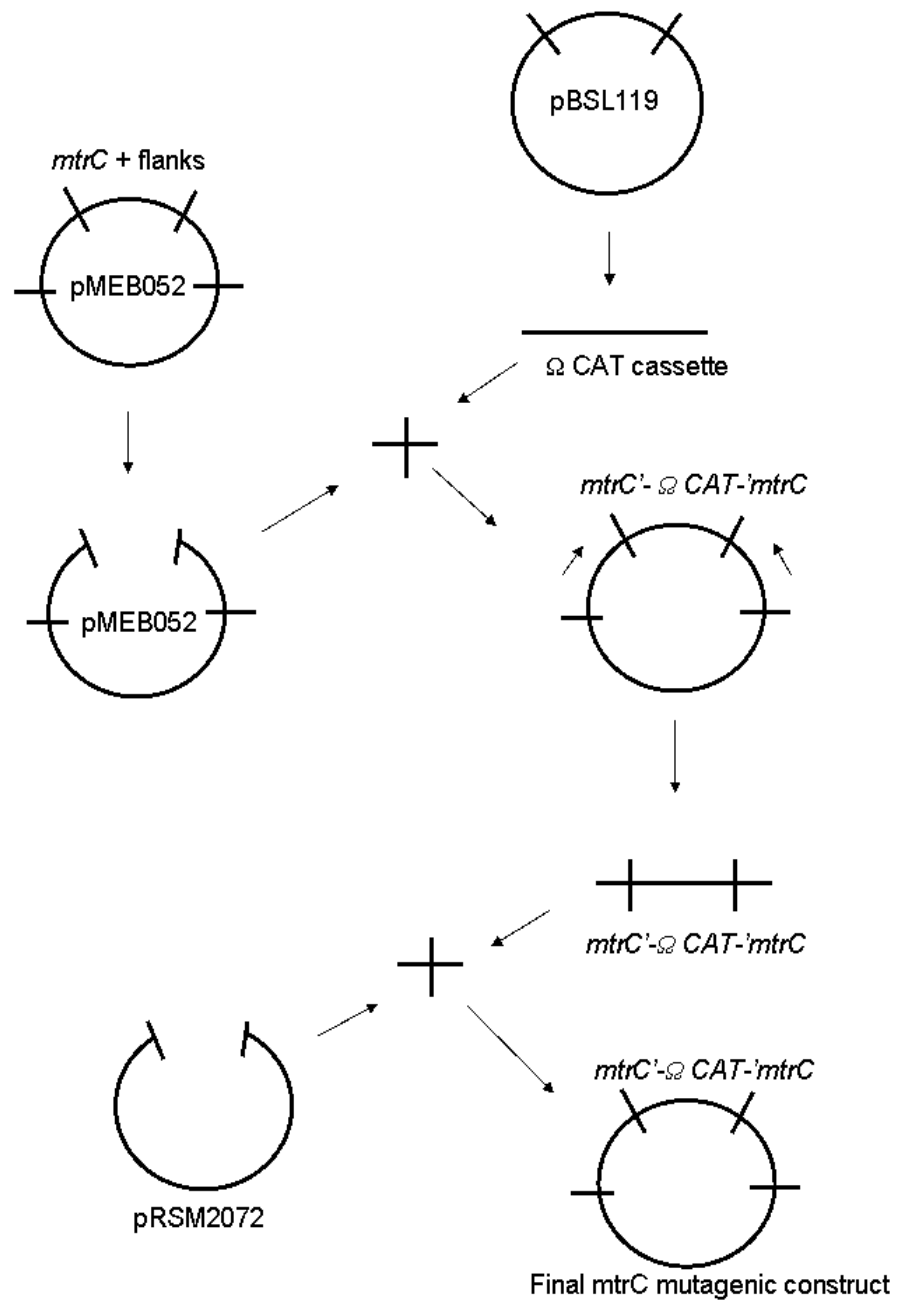 pBSL119
mtrC + flanks
pMEB052
Ω CAT cassette
mtrC'- Ω CAT-'mtrC
pMEB052
mtrC'-Ω CAT-'mtrC
mtrC'-Ω CAT-'mtrC
pRSM2072
Final mtrC mutagenic construct